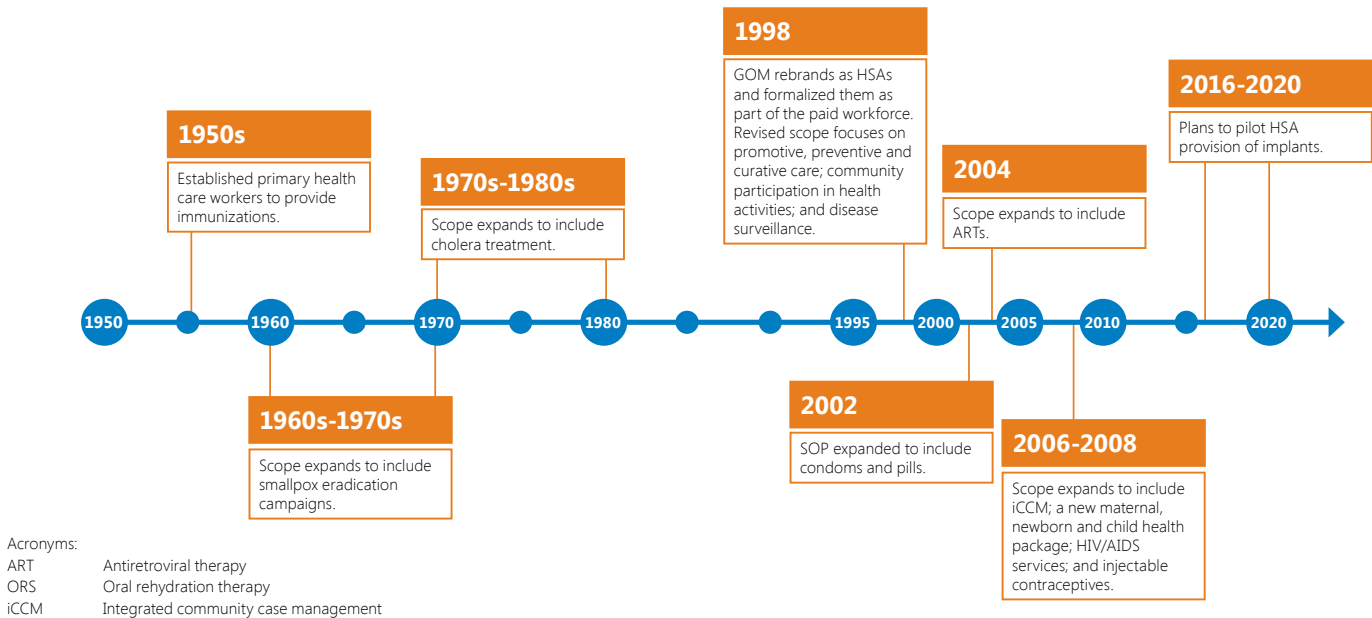 1950s
Established primary health
care workers to provide
immunizations.
1970s-1980s
Scope expands to include
cholera treatment.
1998
GOM rebrands as HSAs
and formalized them as
part of the paid workforce.
Revised scope focuses on
promotive, preventive and
curative care; community
participation in health
activities; and disease
surveillance.
2004
Scope expands to include
ARTs.
2016-2020
Plans to pilot HSA
provision of implants.
1950
1960
1970
1980
1995
2000
2005
2010
2020
1960s-1970s
Scope expands to include
smallpox eradication
campaigns.
2002
SOP expanded to include
condoms and pills.
2006-2008
Scope expands to include
iCCM; a new maternal,
newborn and child health
package; HIV/AIDS
services; and injectable
contraceptives.
Acronyms:
ART Antiretroviral therapy
ORS Oral rehydration therapy
iCCM Integrated community case management